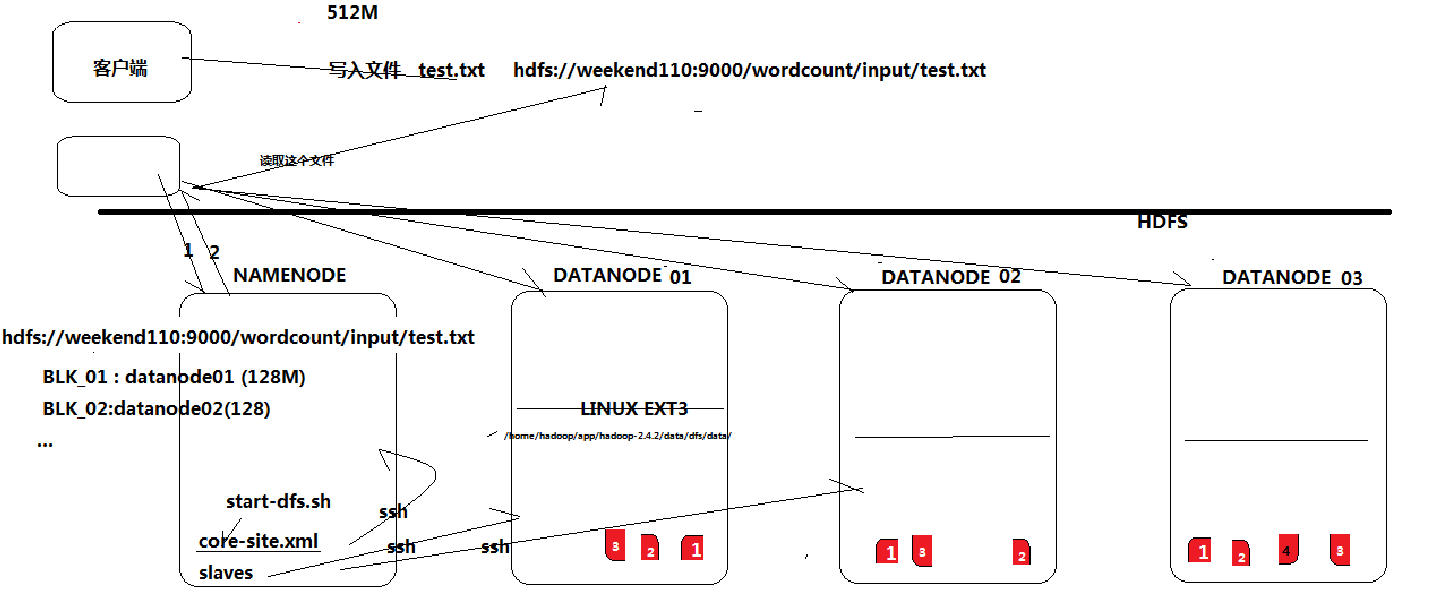 512M
客户端
写入文件 test.txt hdfs://weekend110:9000/wordcount/input/test.txt
读取这个文件
HDFS
1 2
NAMENODE
DATANODE 01
DATANODE 02
DATANODE 03
hdfs://weekend110:9000/wordcount/input/test.txt
BLK_01 : datanode01 (128M)
BLK_02:datanode02(128)
...
LINUX EXT3
/home/hadoop/app/hadoop-2.4.2/data/dfs/data/
start-dfs.sh
ssh
core-site.xml
ssh
ssh
slaves
3 2 1
1 3 2
1 2 4 3